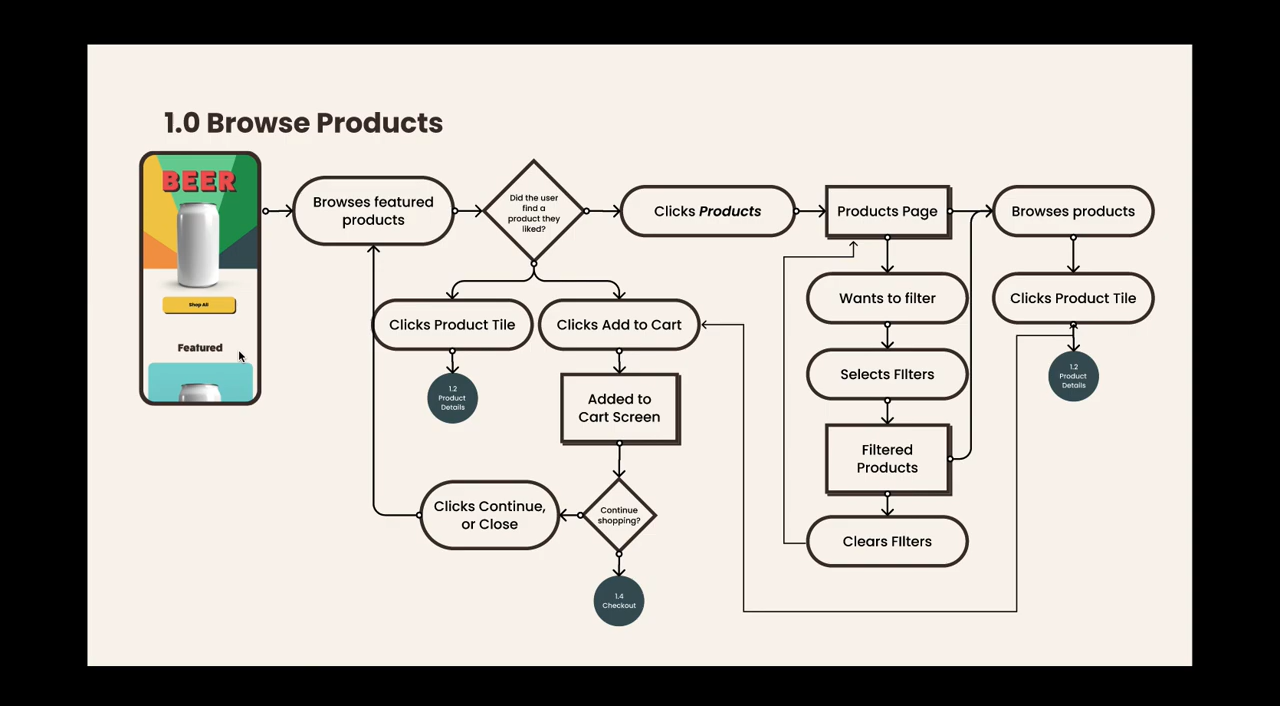 1.0 Browse Products
BEER
Shop All
Featured
Browses featured
products
Did the user
find a
product they
liked?
Clicks Products
Products Page
Browses products
Clicks Product Tile
Clicks Add to Cart
Wants to filter
Clicks Product Tile
1.2
Product
Details
Added to
Cart Screen
Selects FIlters
1.2
Product
Details
Filtered
Products
Clicks Continue,
or Close
Continue
shopping?
Clears FIlters
1.4
Checkout